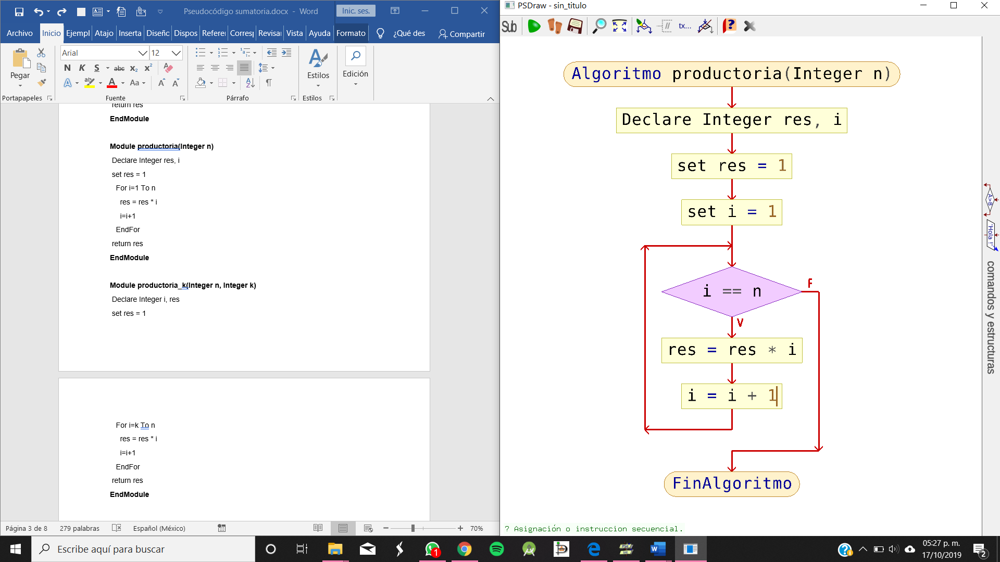 Pseudocódigo sumatoria.docx - Word
Inic. ses.
Archivo Inicio Ejempl Atajo Inserta Diseñc Dispos Referer Corresp Revisar Vista Ayuda Formato ¿Qué des Compartir
Arial 12
Pegar
N K S abc x₂ x²
A aby A Aa A A
Estilos
Edición
Portapapeles Fuente Párrafo Estilos
return res
EndModule
Module productoria(Integer n)
Declare Integer res, i
set res = 1
For i=1 To n
res = res * i
i=i+1
EndFor
return res
EndModule
Module productoria_k(Integer n, Integer k)
Declare Integer i, res
set res = 1
For i=k To n
res = res * i
i=i+1
EndFor
return res
EndModule
Página 3 de 8 279 palabras Español (México) 70%
PSDraw - sin_titulo
Sub tx...
Algoritmo productoria(Integer n)
Declare Integer res, i
set res = 1
set i = 1
i == n
F
V
res = res * i
i = i + 1
FinAlgoritmo
A>B
'Hola !'
comandos y estructuras
? Asignación o instruccion secuencial.
Escribe aquí para buscar
1
05:27 p. m.
17/10/2019
2